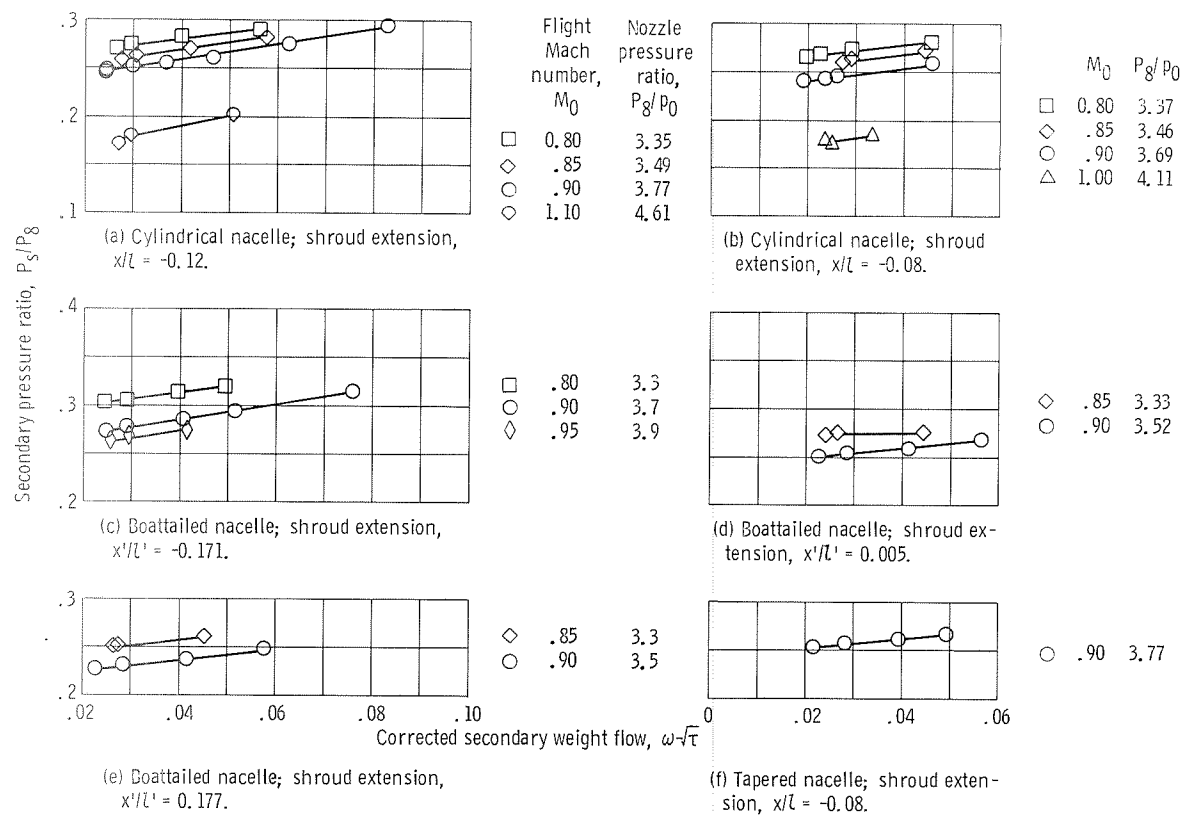 .3
.2
.1
Flight Mach number, M0
Nozzle pressure ratio, P8/p0
0.80 3.35
.85 3.49
.90 3.77
1.10 4.61
(a) Cylindrical nacelle; shroud extension,
x/l = -0.12.
M0 P8/p0
0.80 3.37
.85 3.46
.90 3.69
1.00 4.11
(b) Cylindrical nacelle; shroud
extension, x/l = -0.08.
Secondary pressure ratio, Ps/P8
.4
.3
.2
.80 3.3
.90 3.7
.95 3.9
(c) Boattailed nacelle; shroud extension,
x'/l' = -0.171.
.85 3.33
.90 3.52
(d) Boattailed nacelle; shroud ex-
tension, x'/l' = 0.005.
.3
.2
.02 .04 .06 .08 .10
.85 3.3
.90 3.5
0 .02 .04 .06
.90 3.77
Corrected secondary weight flow, ω√τ
(e) Boattailed nacelle; shroud extension,
x'/l' = 0.177.
(f) Tapered nacelle; shroud exten-
sion, x/l = -0.08.